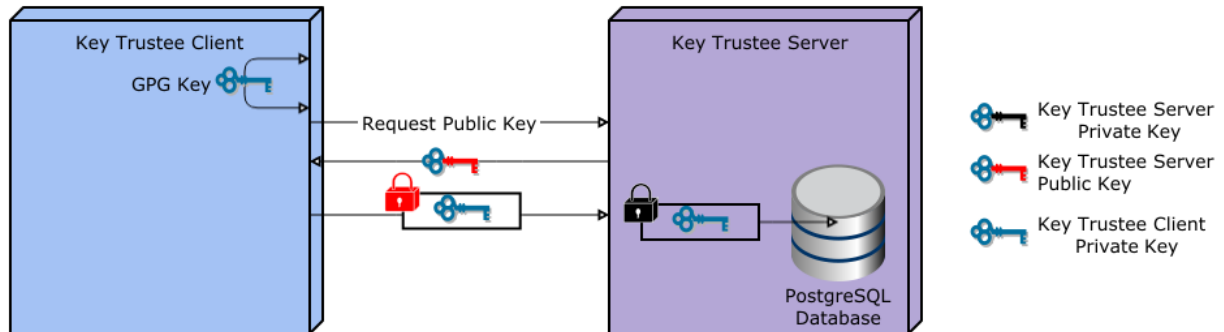 Key Trustee Client
GPG Key
Request Public Key
Key Trustee Server
PostgreSQL
Database
Key Trustee Server
Private Key
Key Trustee Server
Public Key
Key Trustee Client
Private Key